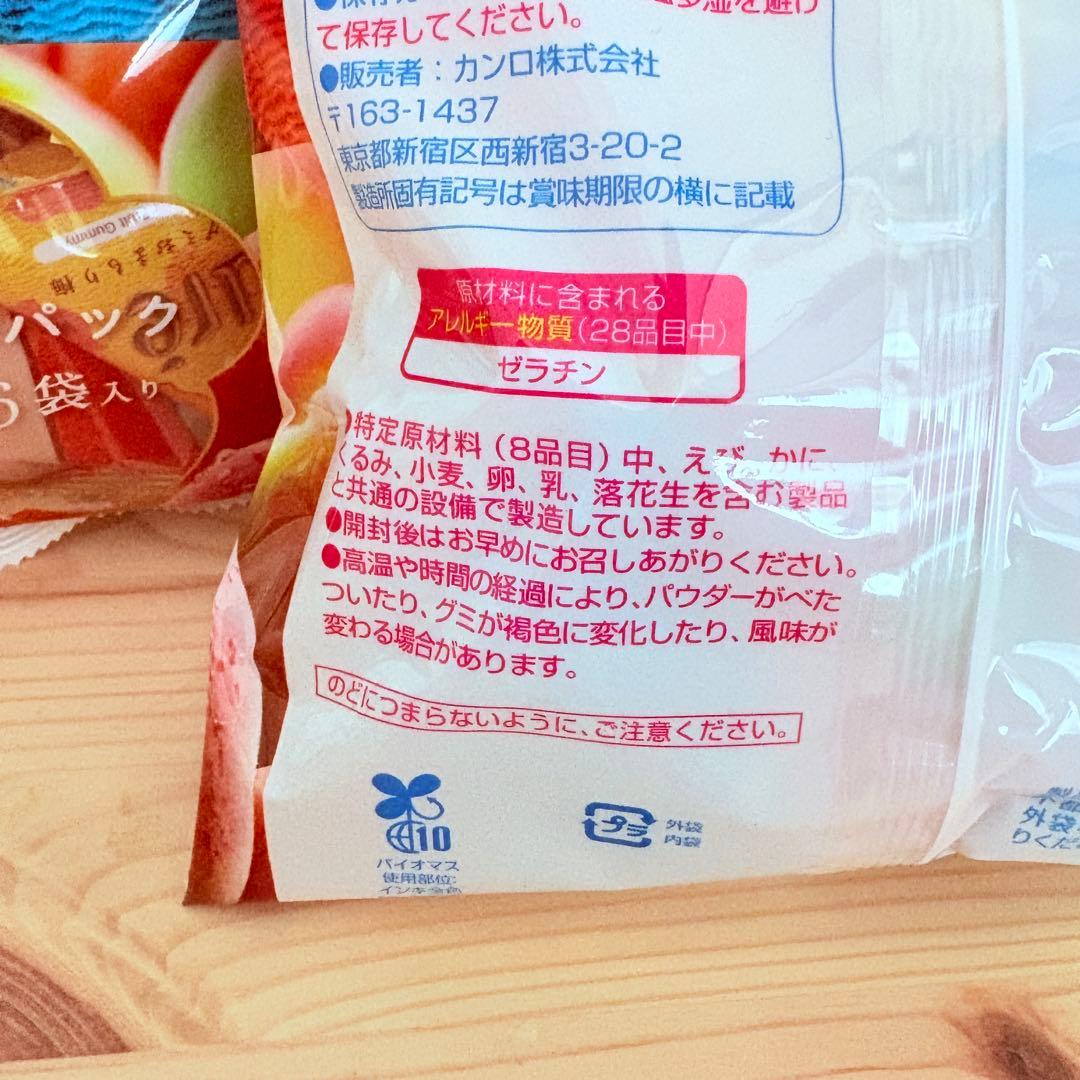 て保存してください。
●販売者：カンロ株式会社
〒163-1437
東京都新宿区西新宿3-20-2
製造所固有記号は賞味期限の横に記載
原材料に含まれる
アレルギー物質(28品目中)
ゼラチン
●特定原材料（8品目）中、えび、かに、
くるみ、小麦、卵、乳、落花生を含む製品
と共通の設備で製造しています。
●開封後はお早めにお召しあがりください。
●高温や時間の経過により、パウダーがべた
ついたり、グミが褐色に変化したり、風味が
変わる場合があります。
のどにつまらないように、ご注意ください。
10
バイオマス
使用部位:
プラ
外袋
内袋
外袋
りくだ
Gummy
パック
袋入り